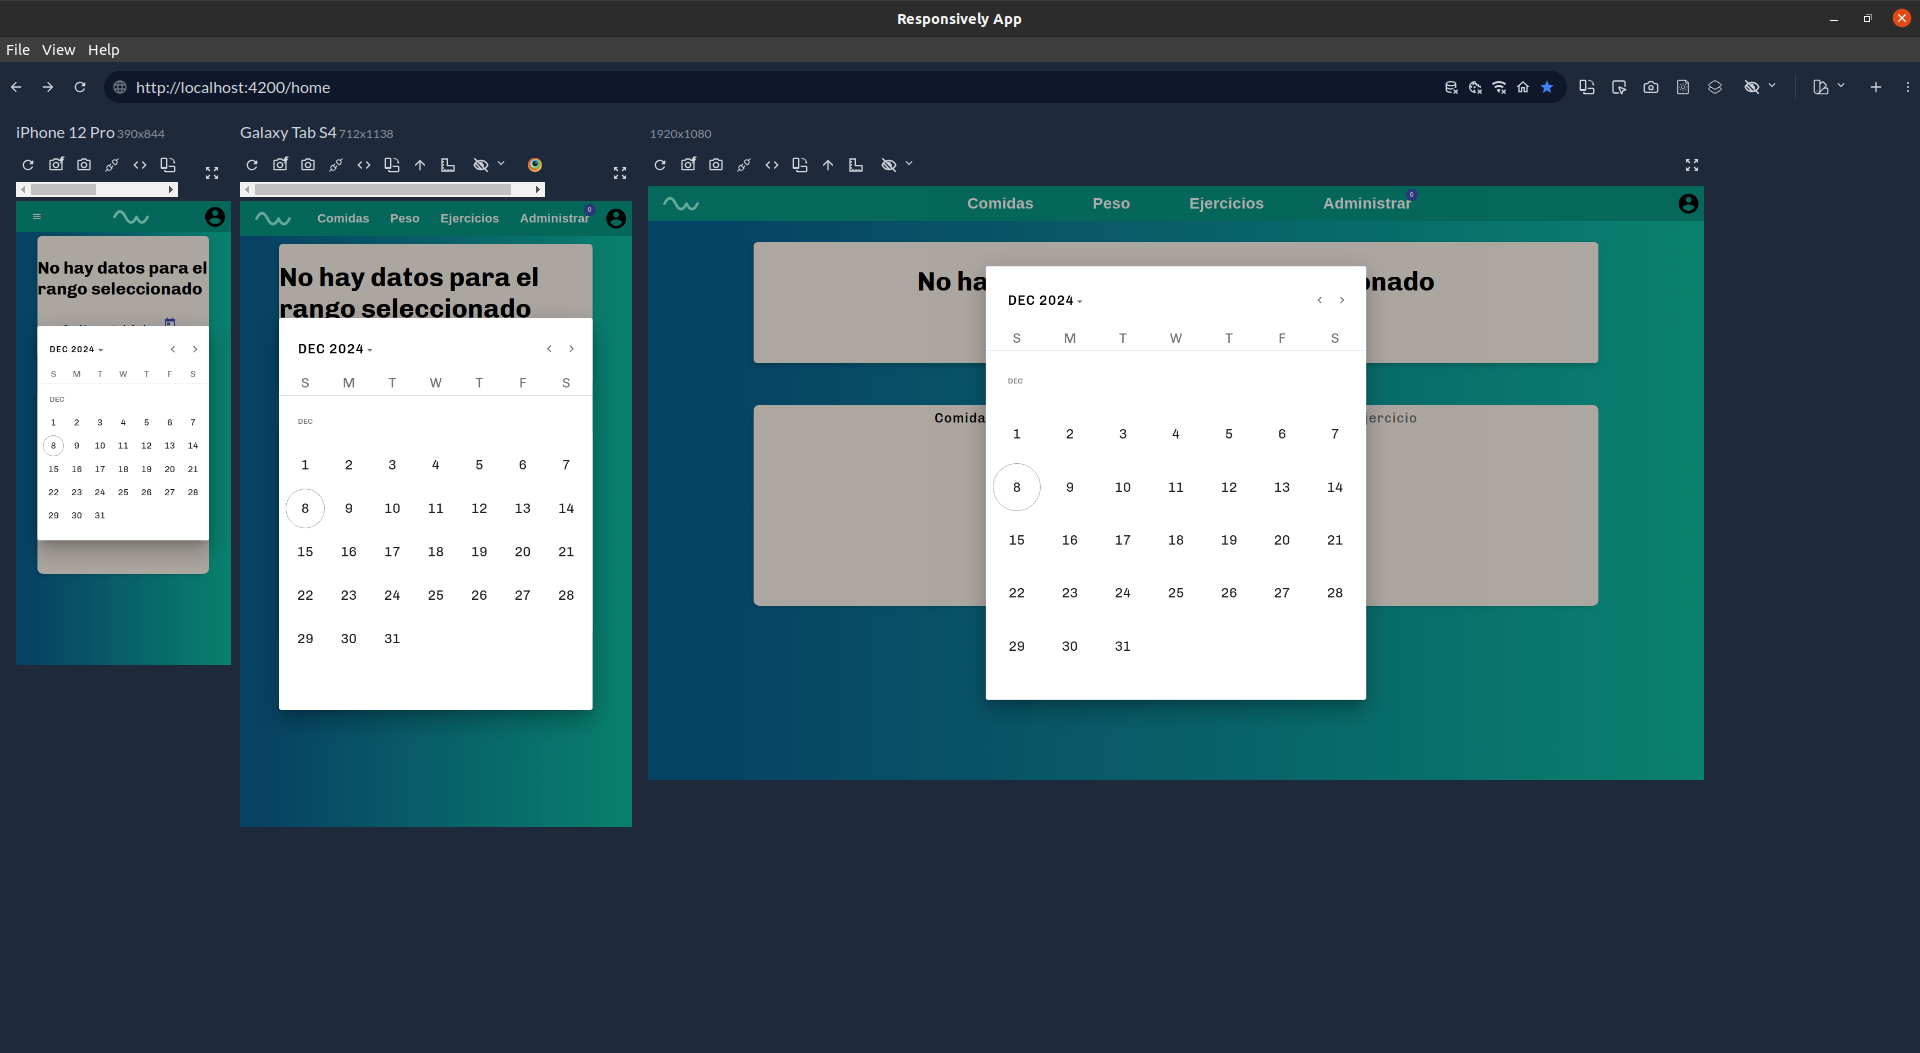 Responsively App
File View Help
http://localhost:4200/home
iPhone 12 Pro 390x844
No hay datos para el
rango seleccionado
DEC 2024
S M T W T F S
DEC
1 2 3 4 5 6 7
8 9 10 11 12 13 14
15 16 17 18 19 20 21
22 23 24 25 26 27 28
29 30 31
Galaxy Tab S4 712x1138
Comidas Peso Ejercicios Administrar 0
No hay datos para el
rango seleccionado
DEC 2024
S M T W T F S
DEC
1 2 3 4 5 6 7
8 9 10 11 12 13 14
15 16 17 18 19 20 21
22 23 24 25 26 27 28
29 30 31
1920x1080
Comidas Peso Ejercicios Administrar 0
No ha onado
DEC 2024
S M T W T F S
DEC
Comida ercicio
1 2 3 4 5 6 7
8 9 10 11 12 13 14
15 16 17 18 19 20 21
22 23 24 25 26 27 28
29 30 31